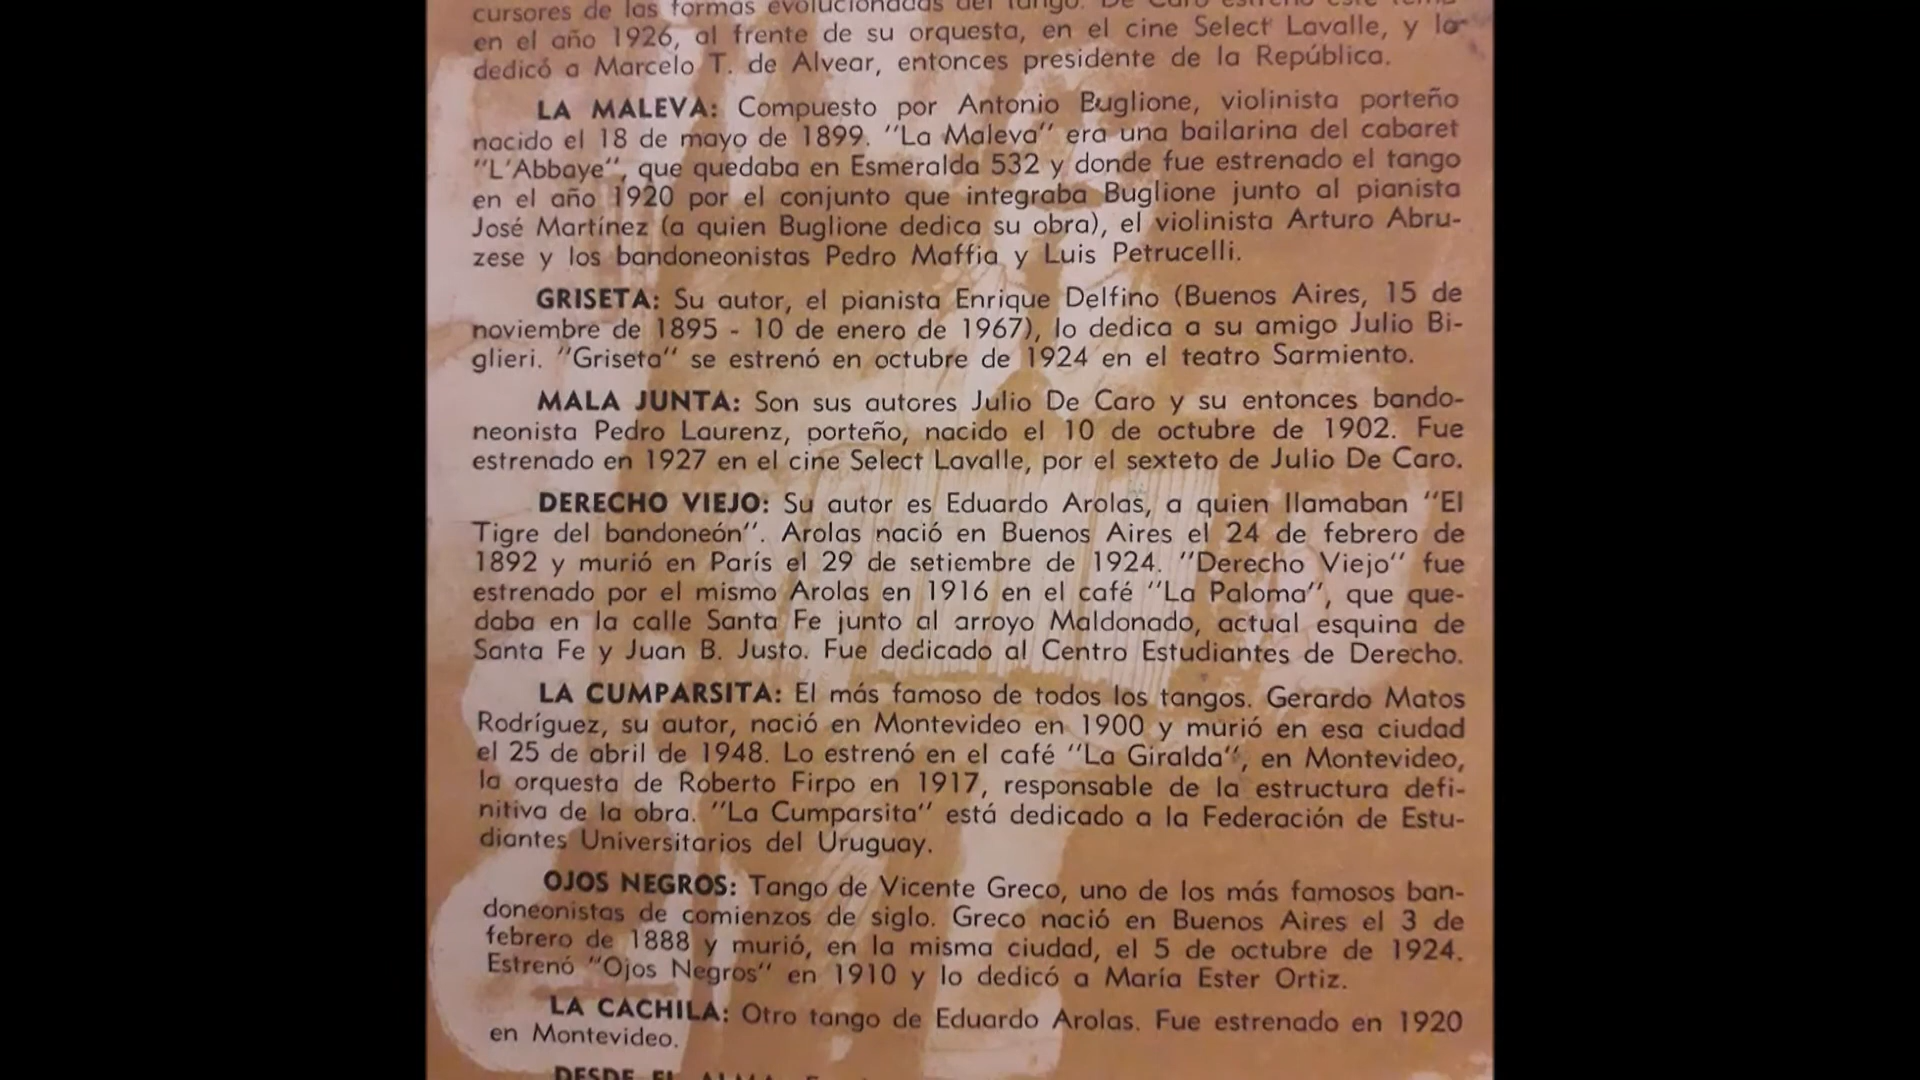 cursores de las formas evolucionadas del tango. De Caro estrenó este tema
en el año 1926, al frente de su orquesta, en el cine Select Lavalle, y lo
dedicó a Marcelo T. de Alvear, entonces presidente de la República.
LA MALEVA: Compuesto por Antonio Buglione, violinista porteño
nacido el 18 de mayo de 1899. "La Maleva" era una bailarina del cabaret
"L'Abbaye", que quedaba en Esmeralda 532 y donde fue estrenado el tango
en el año 1920 por el conjunto que integraba Buglione junto al pianista
José Martínez (a quien Buglione dedica su obra), el violinista Arturo Abru-
zese y los bandoneonistas Pedro Maffia y Luis Petrucelli.
GRISETA: Su autor, el pianista Enrique Delfino (Buenos Aires, 15 de
noviembre de 1895 - 10 de enero de 1967), lo dedica a su amigo Julio Bi-
glieri. "Griseta" se estrenó en octubre de 1924 en el teatro Sarmiento.
MALA JUNTA: Son sus autores Julio De Caro y su entonces bando-
neonista Pedro Laurenz, porteño, nacido el 10 de octubre de 1902. Fue
estrenado en 1927 en el cine Select Lavalle, por el sexteto de Julio De Caro.
DERECHO VIEJO: Su autor es Eduardo Arolas, a quien llamaban "El
Tigre del bandoneón". Arolas nació en Buenos Aires el 24 de febrero de
1892 y murió en París el 29 de setiembre de 1924. "Derecho Viejo" fue
estrenado por el mismo Arolas en 1916 en el café "La Paloma", que que-
daba en la calle Santa Fe junto al arroyo Maldonado, actual esquina de
Santa Fe y Juan B. Justo. Fue dedicado al Centro Estudiantes de Derecho.
LA CUMPARSITA: El más famoso de todos los tangos. Gerardo Matos
Rodríguez, su autor, nació en Montevideo en 1900 y murió en esa ciudad
el 25 de abril de 1948. Lo estrenó en el café "La Giralda", en Montevideo,
la orquesta de Roberto Firpo en 1917, responsable de la estructura defi-
nitiva de la obra. "La Cumparsita" está dedicado a la Federación de Estu-
diantes Universitarios del Uruguay.
OJOS NEGROS: Tango de Vicente Greco, uno de los más famosos ban-
doneonistas de comienzos de siglo. Greco nació en Buenos Aires el 3 de
febrero de 1888 y murió, en la misma ciudad, el 5 de octubre de 1924.
Estrenó "Ojos Negros" en 1910 y lo dedicó a María Ester Ortiz.
LA CACHILA: Otro tango de Eduardo Arolas. Fue estrenado en 1920
en Montevideo.
DESDE EL ALMA: